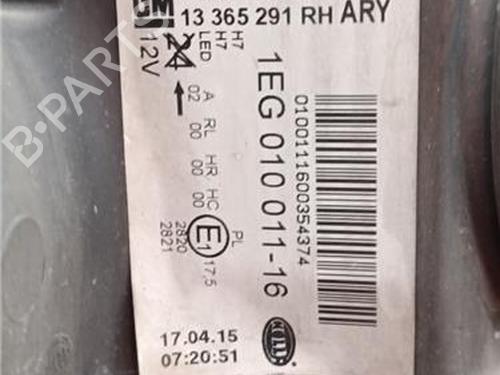 GM 13 365 291 RH ARY
12V 24 LED H7 H7
1EG 010 011-16
0100111600354374
A RL HR HC PL
02 00 00 00
E1 17,5
2820
2821
17.04.15
07:20:51
HELLA
B-PARTS